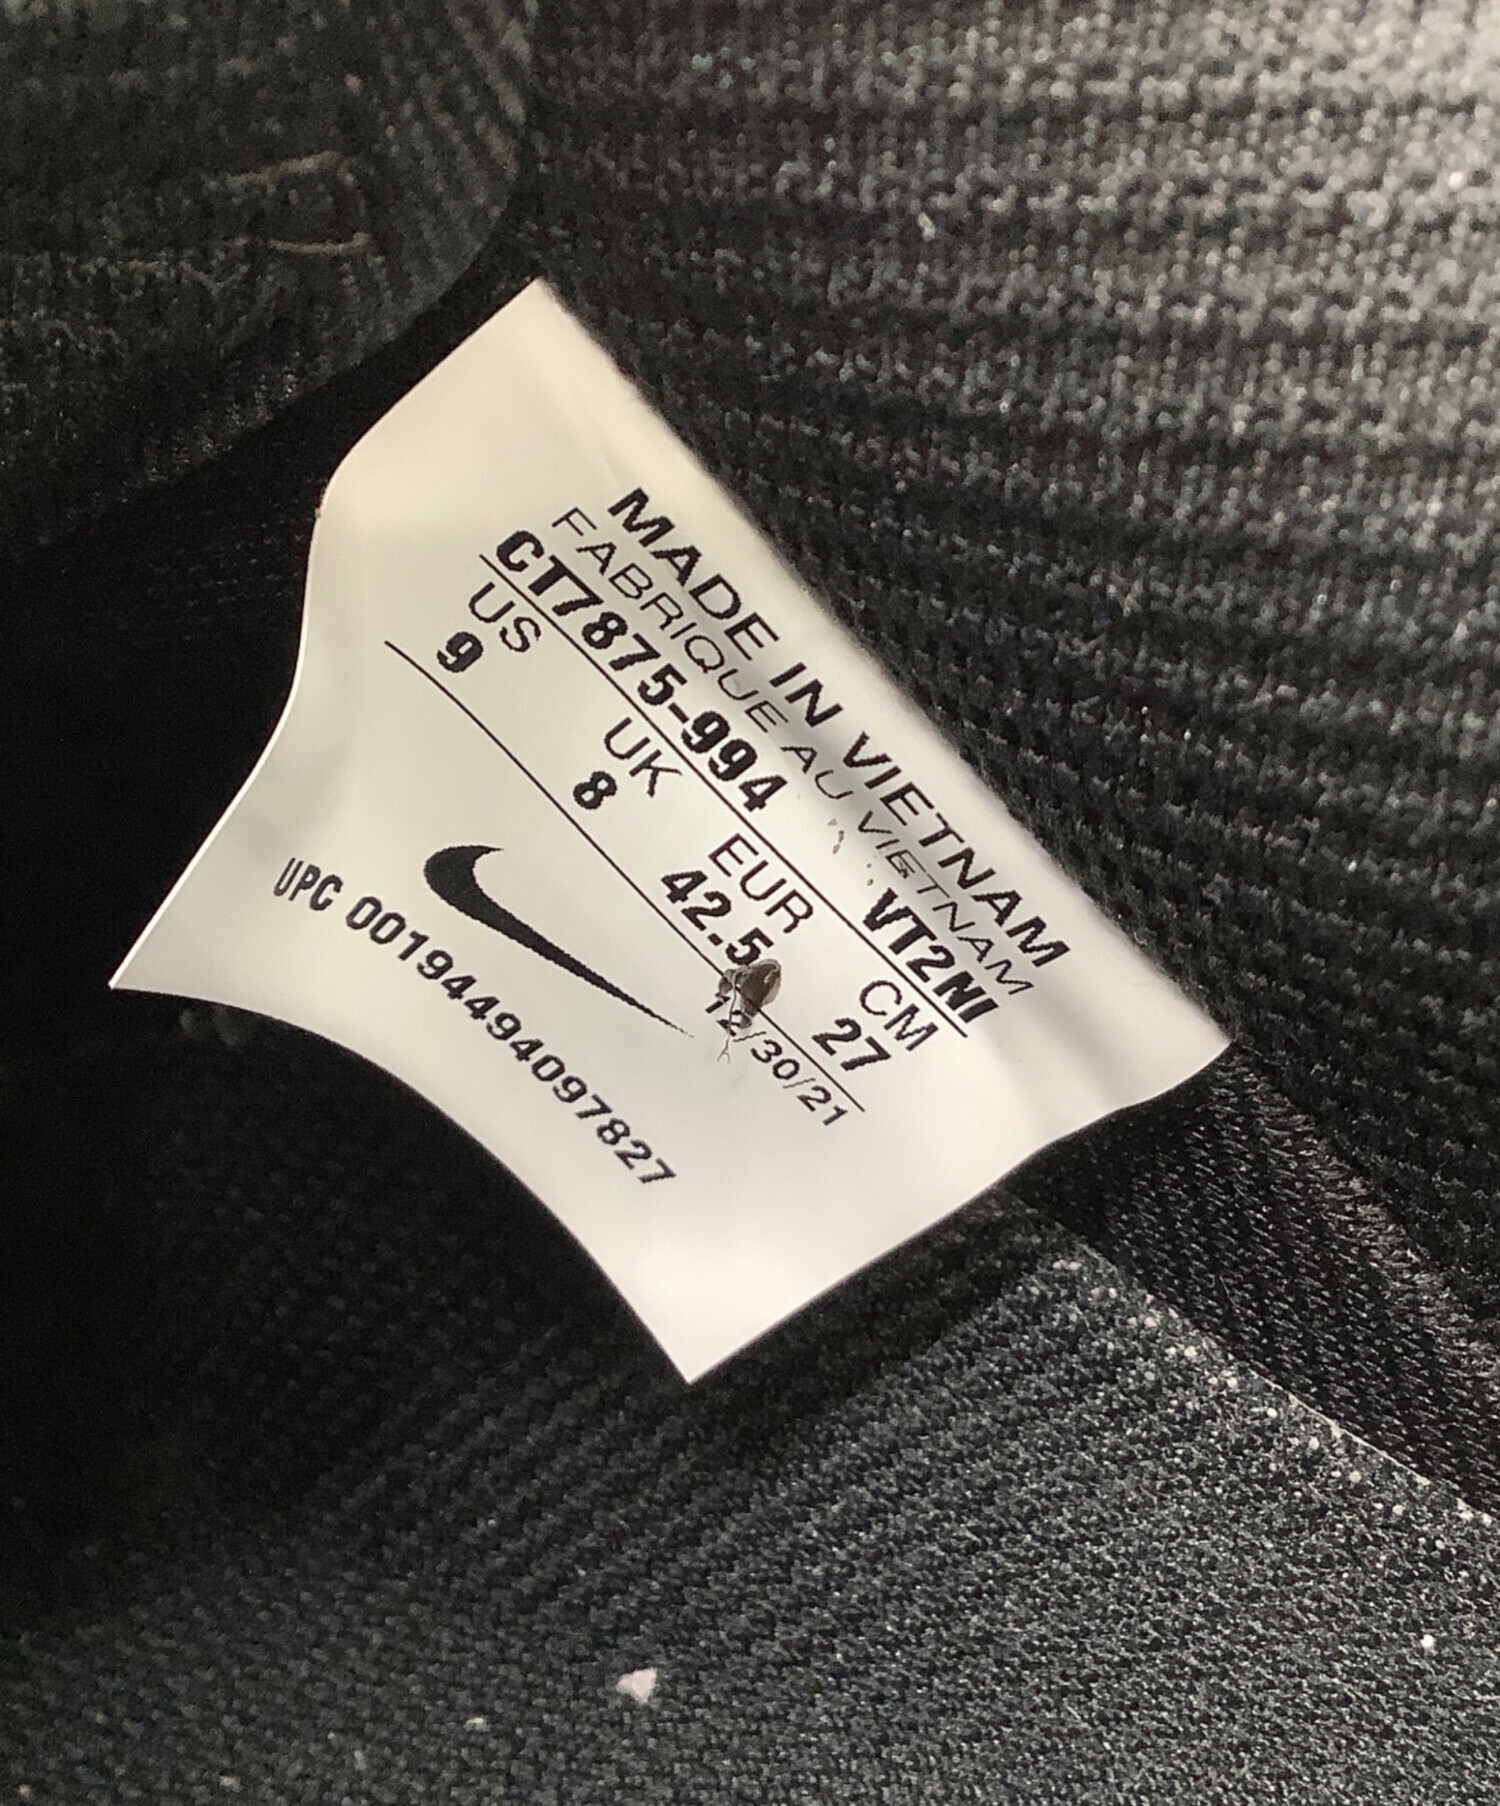 MADE IN VIETNAM
FABRIQUE AU VIETNAM
CT7875-994 VT2NI
US UK EUR CM
9 8 42.5 27
12/30/21
UPC 00194494097827